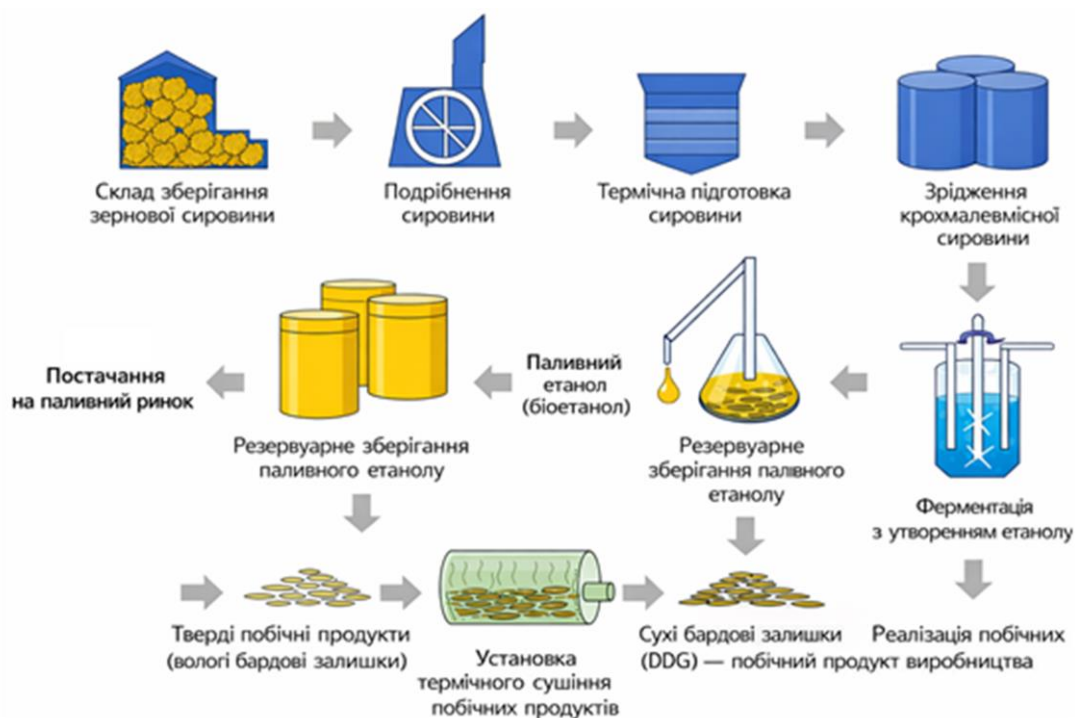 Склад зберігання
зернової сировини
Подрібнення
сировини
Термічна підготовка
сировини
Зрідження
крохмалевмісної
сировини
Постачання
на паливний ринок
Резервуарне зберігання
паливного етанолу
Паливний
етанол
(біоетанол)
Резервуарне
зберігання палівного
етанолу
Ферментація
з утворенням етанолу
Тверді побічні продукти
(вологі бардові залишки)
Установка
термічного сушіння
побічних продуктів
Сухі бардові залишки
(DDG) — побічний продукт виробництва
Реалізація побічних